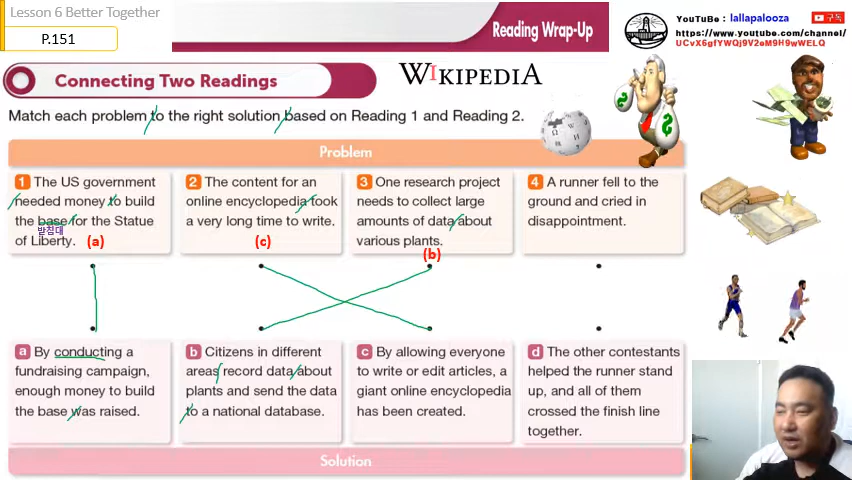 Lesson 6 Better Together
P.151
Reading Wrap-Up
YouTuBe : lallapalooza
구독
https://www.youtube.com/channel/
UCvX6gfYWQj9V2eM9H9wWELQ
Connecting Two Readings
WIKIPEDIA
Match each problem to the right solution based on Reading 1 and Reading 2.
Problem
1 The US government
needed money to build
the base for the Statue
받침대
of Liberty. (a)
2 The content for an
online encyclopedia took
a very long time to write.
(c)
3 One research project
needs to collect large
amounts of data about
various plants.
(b)
4 A runner fell to the
ground and cried in
disappointment.
a By conducting a
fundraising campaign,
enough money to build
the base was raised.
b Citizens in different
areas record data about
plants and send the data
to a national database.
c By allowing everyone
to write or edit articles, a
giant online encyclopedia
has been created.
d The other contestants
helped the runner stand
up, and all of them
crossed the finish line
together.
Solution